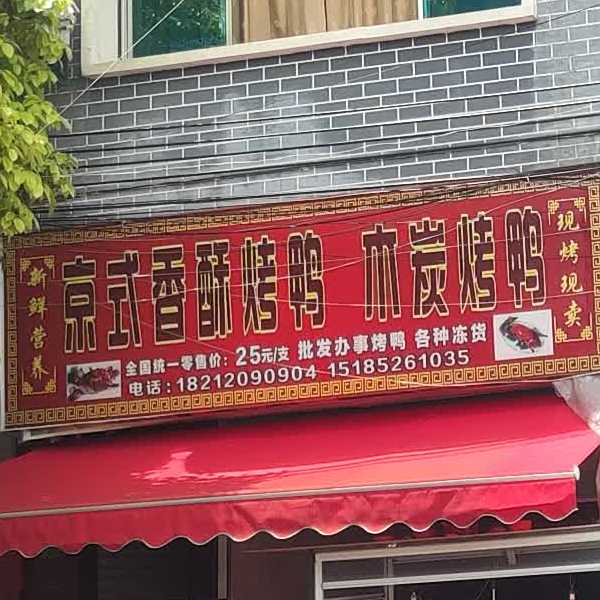 新鲜营养
京式香酥烤鸭 木炭烤鸭
现烤现卖
全国统一零售价：25元/支 批发办事烤鸭 各种冻货
电话：18212090904 15185261035